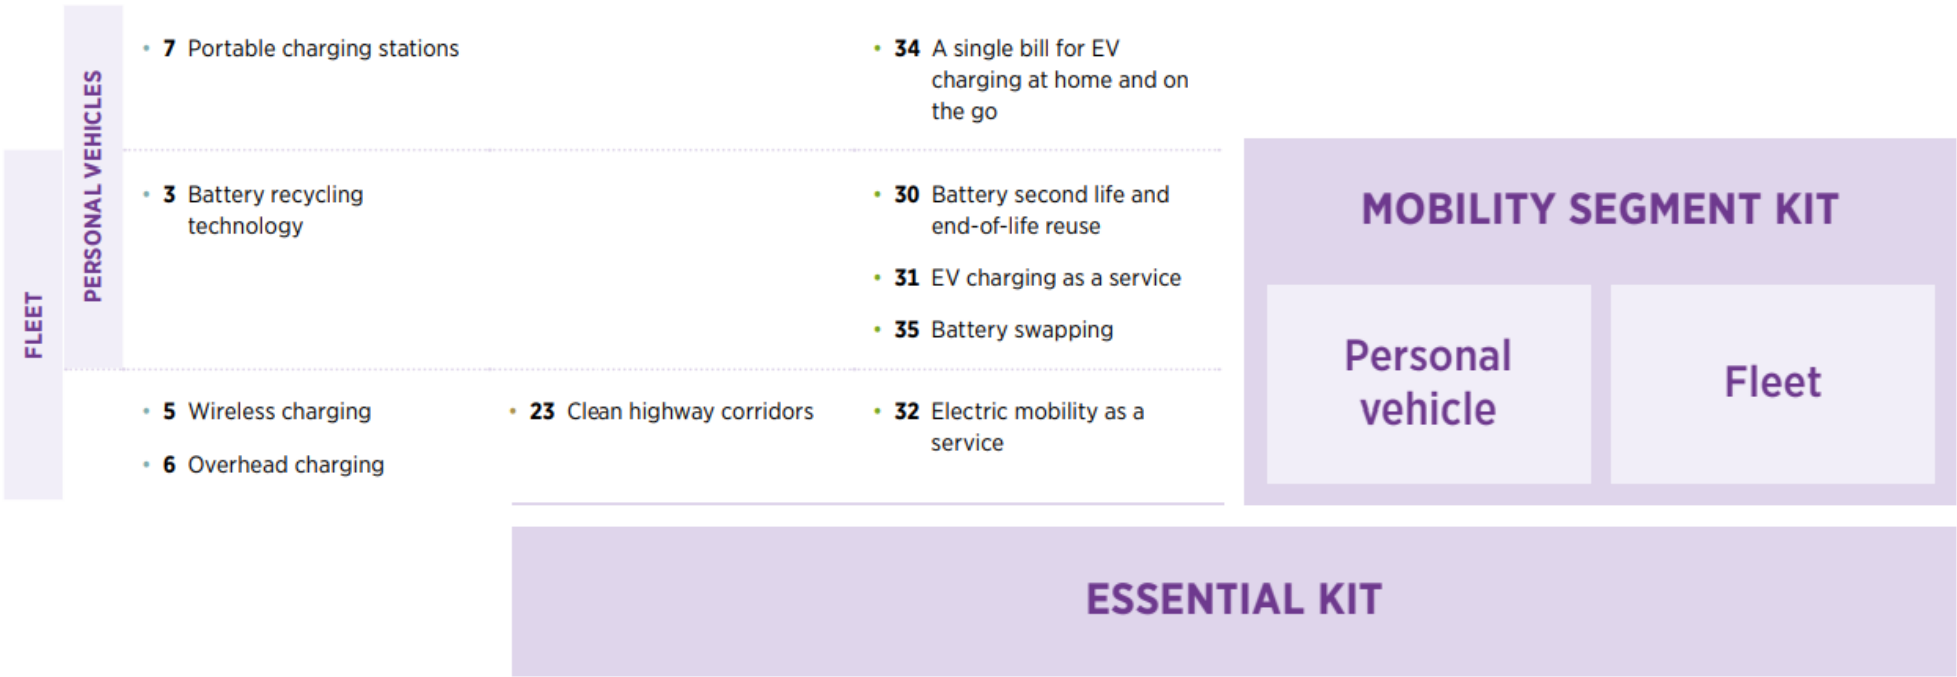 PERSONAL VEHICLES
FLEET
• 7 Portable charging stations
• 34 A single bill for EV
charging at home and on
the go
• 3 Battery recycling
technology
• 30 Battery second life and
end-of-life reuse
• 31 EV charging as a service
• 35 Battery swapping
• 5 Wireless charging
• 6 Overhead charging
• 23 Clean highway corridors
• 32 Electric mobility as a
service
MOBILITY SEGMENT KIT
Personal
vehicle
Fleet
ESSENTIAL KIT